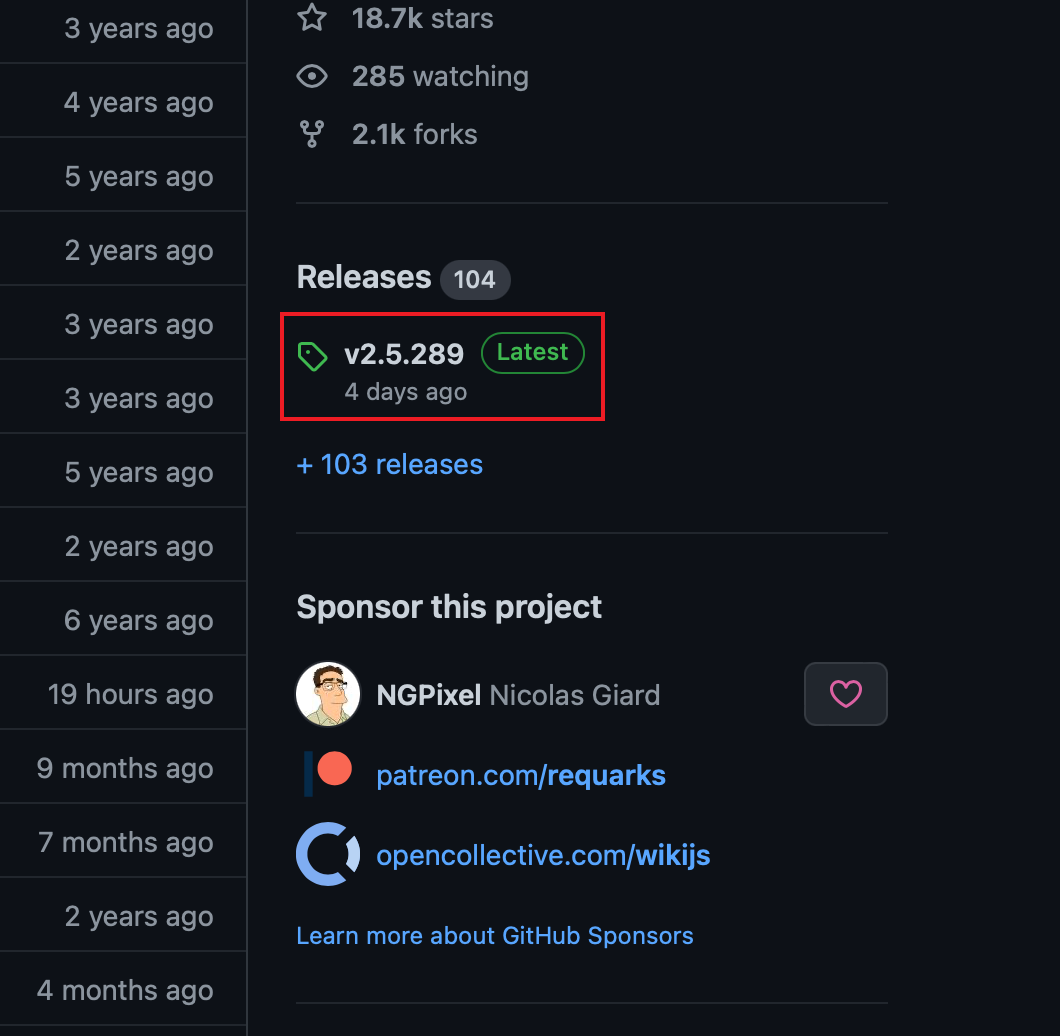 3 years ago
4 years ago
5 years ago
2 years ago
3 years ago
3 years ago
5 years ago
2 years ago
6 years ago
19 hours ago
9 months ago
7 months ago
2 years ago
4 months ago
18.7k stars
285 watching
2.1k forks
Releases 104
v2.5.289 Latest
4 days ago
+ 103 releases
Sponsor this project
NGPixel Nicolas Giard
patreon.com/requarks
opencollective.com/wikijs
Learn more about GitHub Sponsors